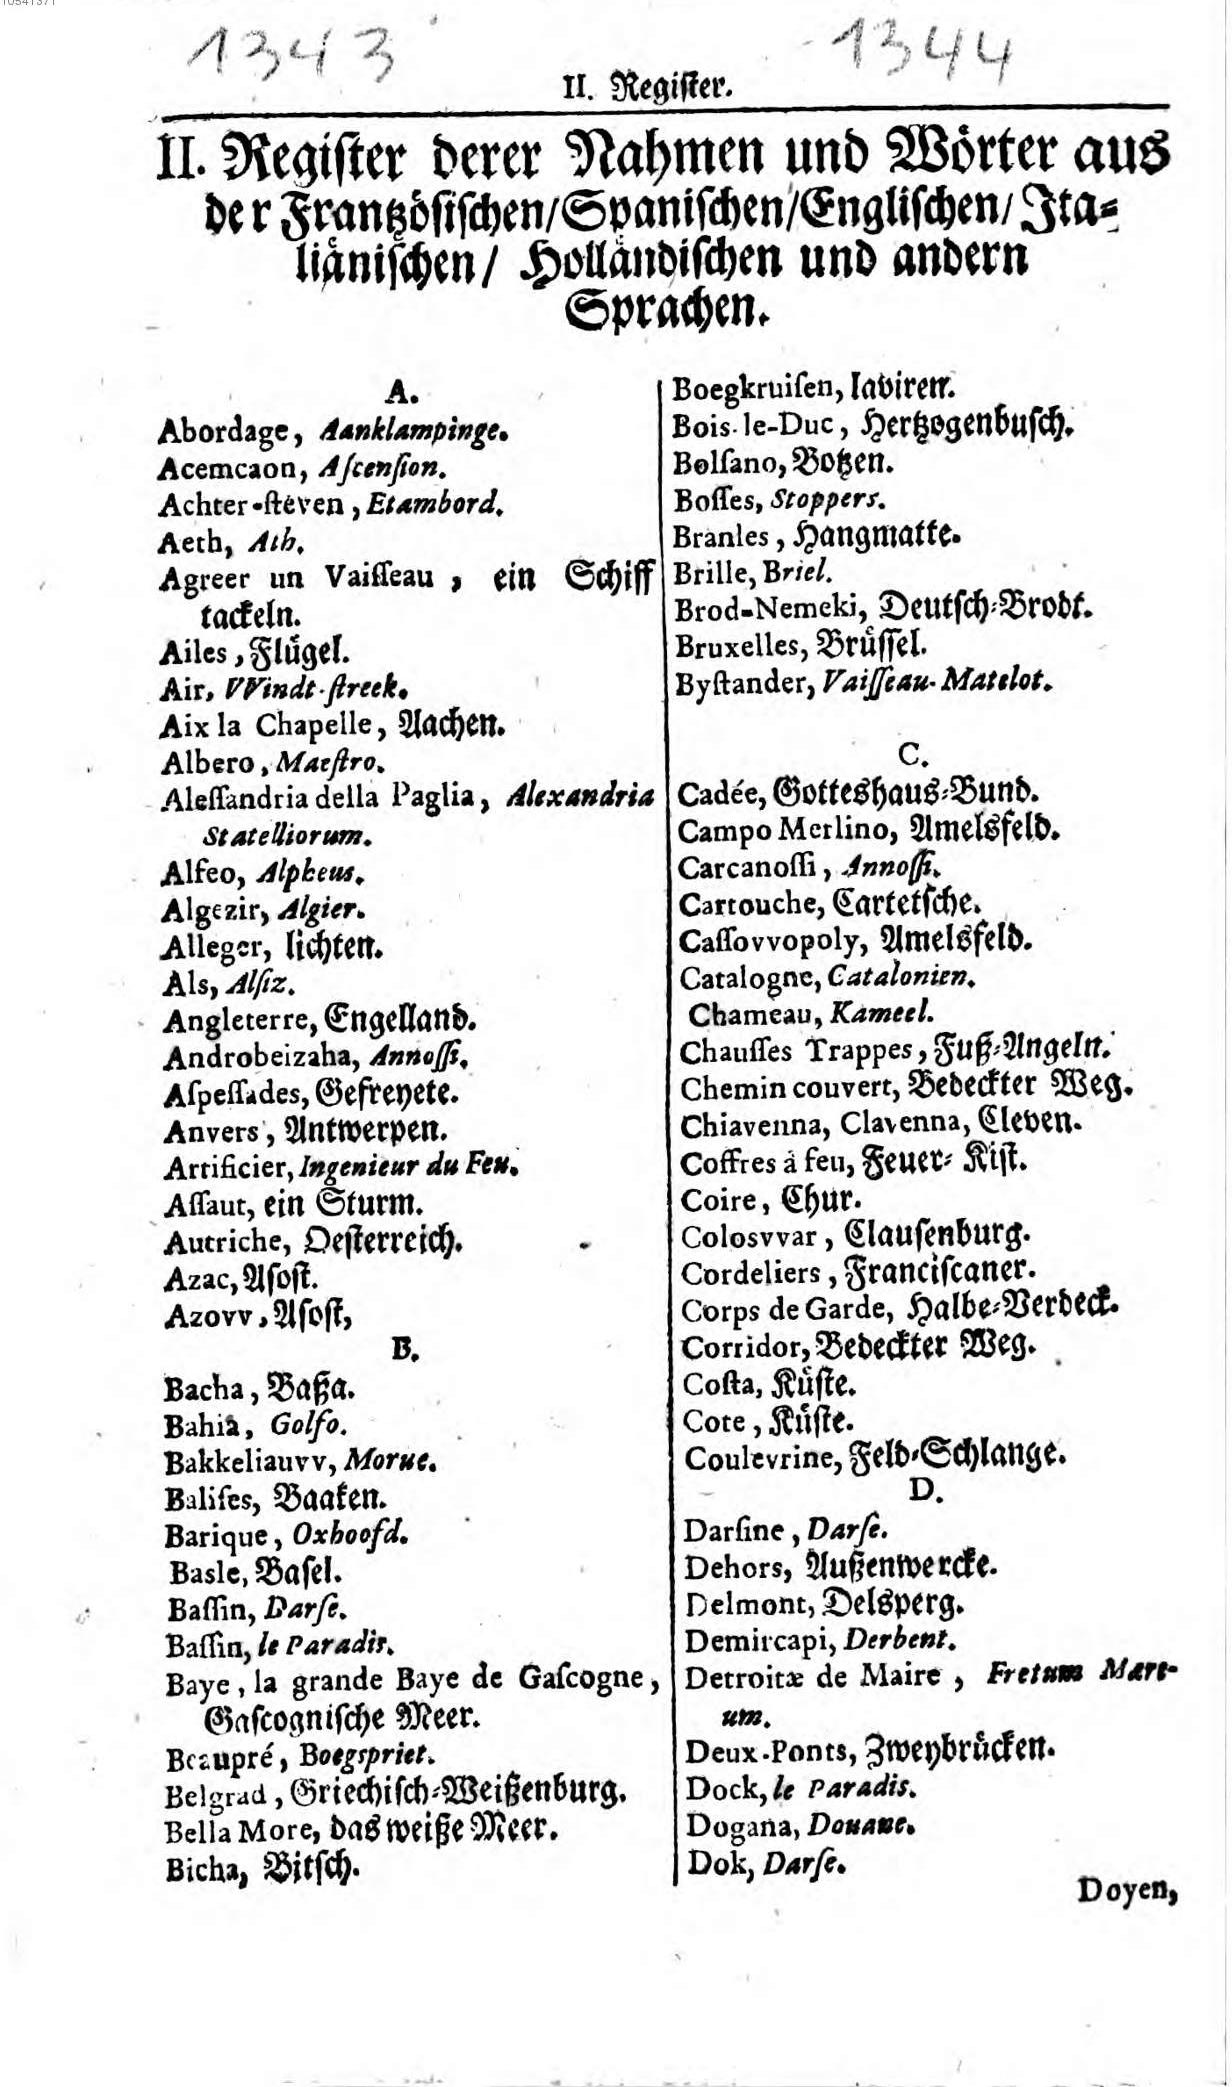 10541371
1343 1344
II. Register.
II. Register derer Nahmen und Wörter aus
der Frantzösischen/Spanischen/Englischen/ Ita⸗
liänischen/ Holländischen und andern
Sprachen.
A.
Abordage, Aanklampinge.
Acemcaon, Aſcenſion.
Achter-ſteven, Etambord.
Aeth, Ath.
Agreer un Vaiſſeau, ein Schiff
tackeln.
Ailes, Flügel.
Air, VVindt-ſtreek.
Aix la Chapelle, Aachen.
Albero, Maeſtro.
Aleſſandria della Paglia, Alexandria
Statelliorum.
Alfeo, Alpheus.
Algezir, Algier.
Alleger, lichten.
Als, Alſiz.
Angleterre, Engelland.
Androbeizaha, Annoſſi.
Aſpeſſades, Gefreyete.
Anvers, Antwerpen.
Artificier, Ingenieur du Feu.
Aſſaut, ein Sturm.
Autriche, Oeſterreich.
Azac, Aſoſt.
Azovv, Aſoſt,
B.
Bacha, Baßa.
Bahia, Golfo.
Bakkeliauvv, Morue.
Baliſes, Baaken.
Barique, Oxhoofd.
Basle, Baſel.
Baſſin, Darſe.
Baſſin, le Paradis.
Baye, la grande Baye de Gaſcogne,
Gaſcogniſche Meer.
Beaupré, Boegspriet.
Belgrad, Griechiſch⸗Weißenburg.
Bella More, das weiße Meer.
Bicha, Bitſch.
Boegkruiſen, laviren.
Bois-le-Duc, Hertzogenbuſch.
Bolſano, Botzen.
Boſſes, Stoppers.
Branles, Hangmatte.
Brille, Briel.
Brod-Nemeki, Deutſch⸗Brodt.
Bruxelles, Brüſſel.
Byſtander, Vaiſſeau-Matelot.
C.
Cadée, Gotteshaus⸗Bund.
Campo Merlino, Amelsfeld.
Carcanoſſi, Annoſſi.
Cartouche, Cartetſche.
Caſſovvopoly, Amelsfeld.
Catalogne, Catalonien.
Chameau, Kameel.
Chauſſes Trappes, Fuß⸗Angeln.
Chemin couvert, Bedeckter Weg.
Chiavenna, Clavenna, Cleven.
Coffres à feu, Feuer⸗Kiſt.
Coire, Chur.
Colosvvar, Clauſenburg.
Cordeliers, Franciſcaner.
Corps de Garde, Halbe⸗Verdeck.
Corridor, Bedeckter Weg.
Coſta, Küſte.
Cote, Küſte.
Coulevrine, Feld⸗Schlange.
D.
Darſine, Darſe.
Dehors, Außenwercke.
Delmont, Delsperg.
Demircapi, Derbent.
Detroitæ de Maire, Fretum Mare-
um.
Deux-Ponts, Zweybrücken.
Dock, le Paradis.
Dogana, Douane.
Dok, Darſe.
Doyen,